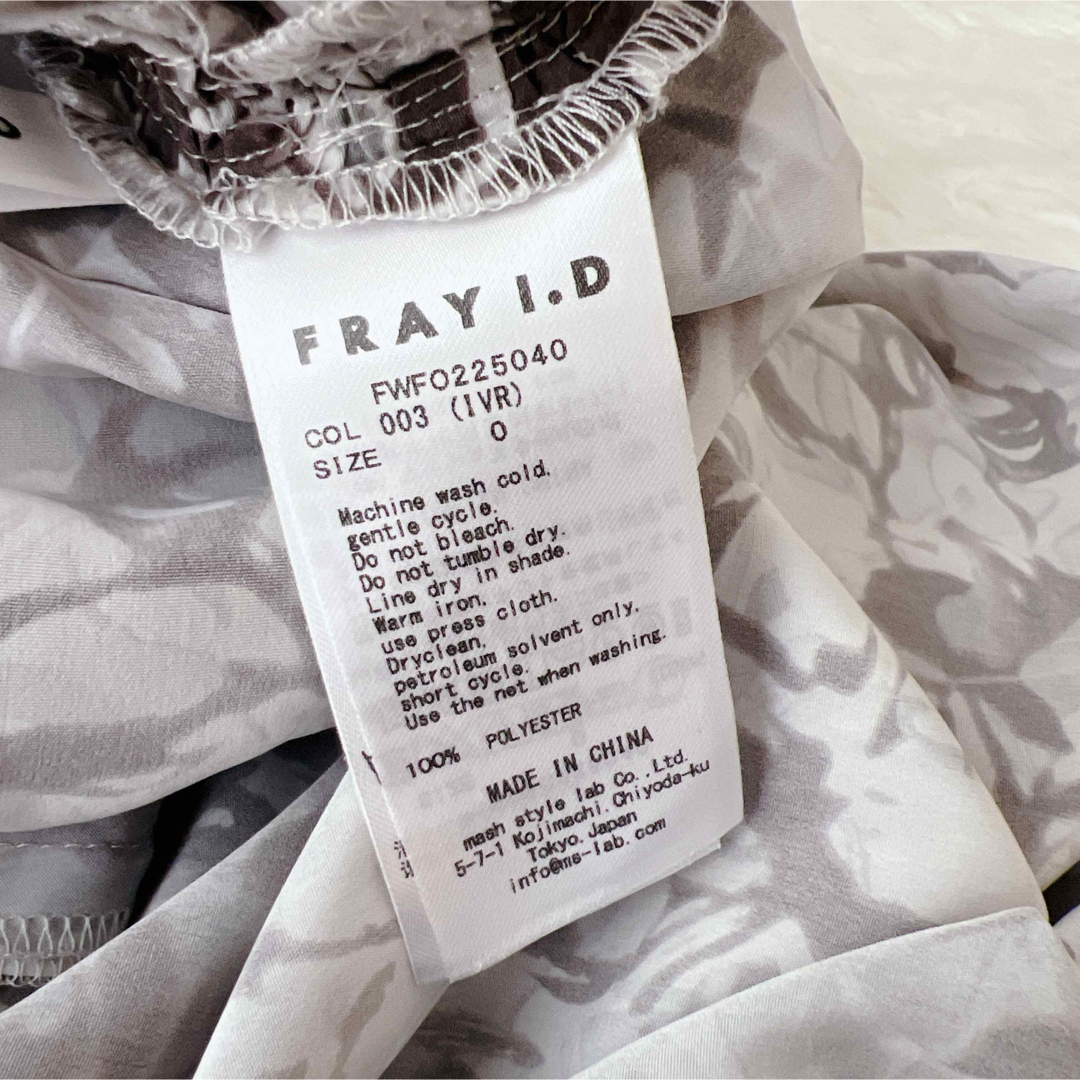 FRAY I.D
FWFO225040
COL 003 (IVR)
SIZE 0
Machine wash cold,
gentle cycle.
Do not bleach.
Do not tumble dry.
Line dry in shade.
Warm iron,
use press cloth.
Dryclean,
petroleum solvent only,
short cycle.
Use the net when washing.
100% POLYESTER
MADE IN CHINA
mash style lab Co.,Ltd.
5-7-1 Kojimachi,Chiyoda-ku
Tokyo,Japan
info@ms-lab.com